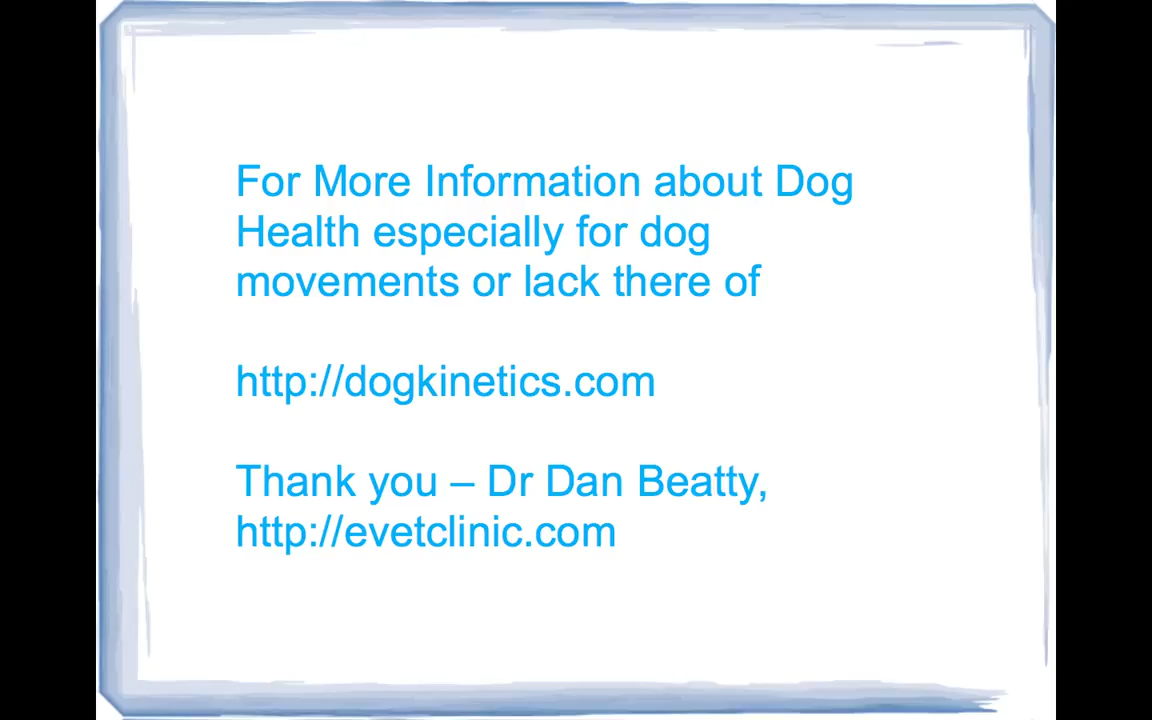 For More Information about Dog
Health especially for dog
movements or lack there of
http://dogkinetics.com
Thank you – Dr Dan Beatty,
http://evetclinic.com